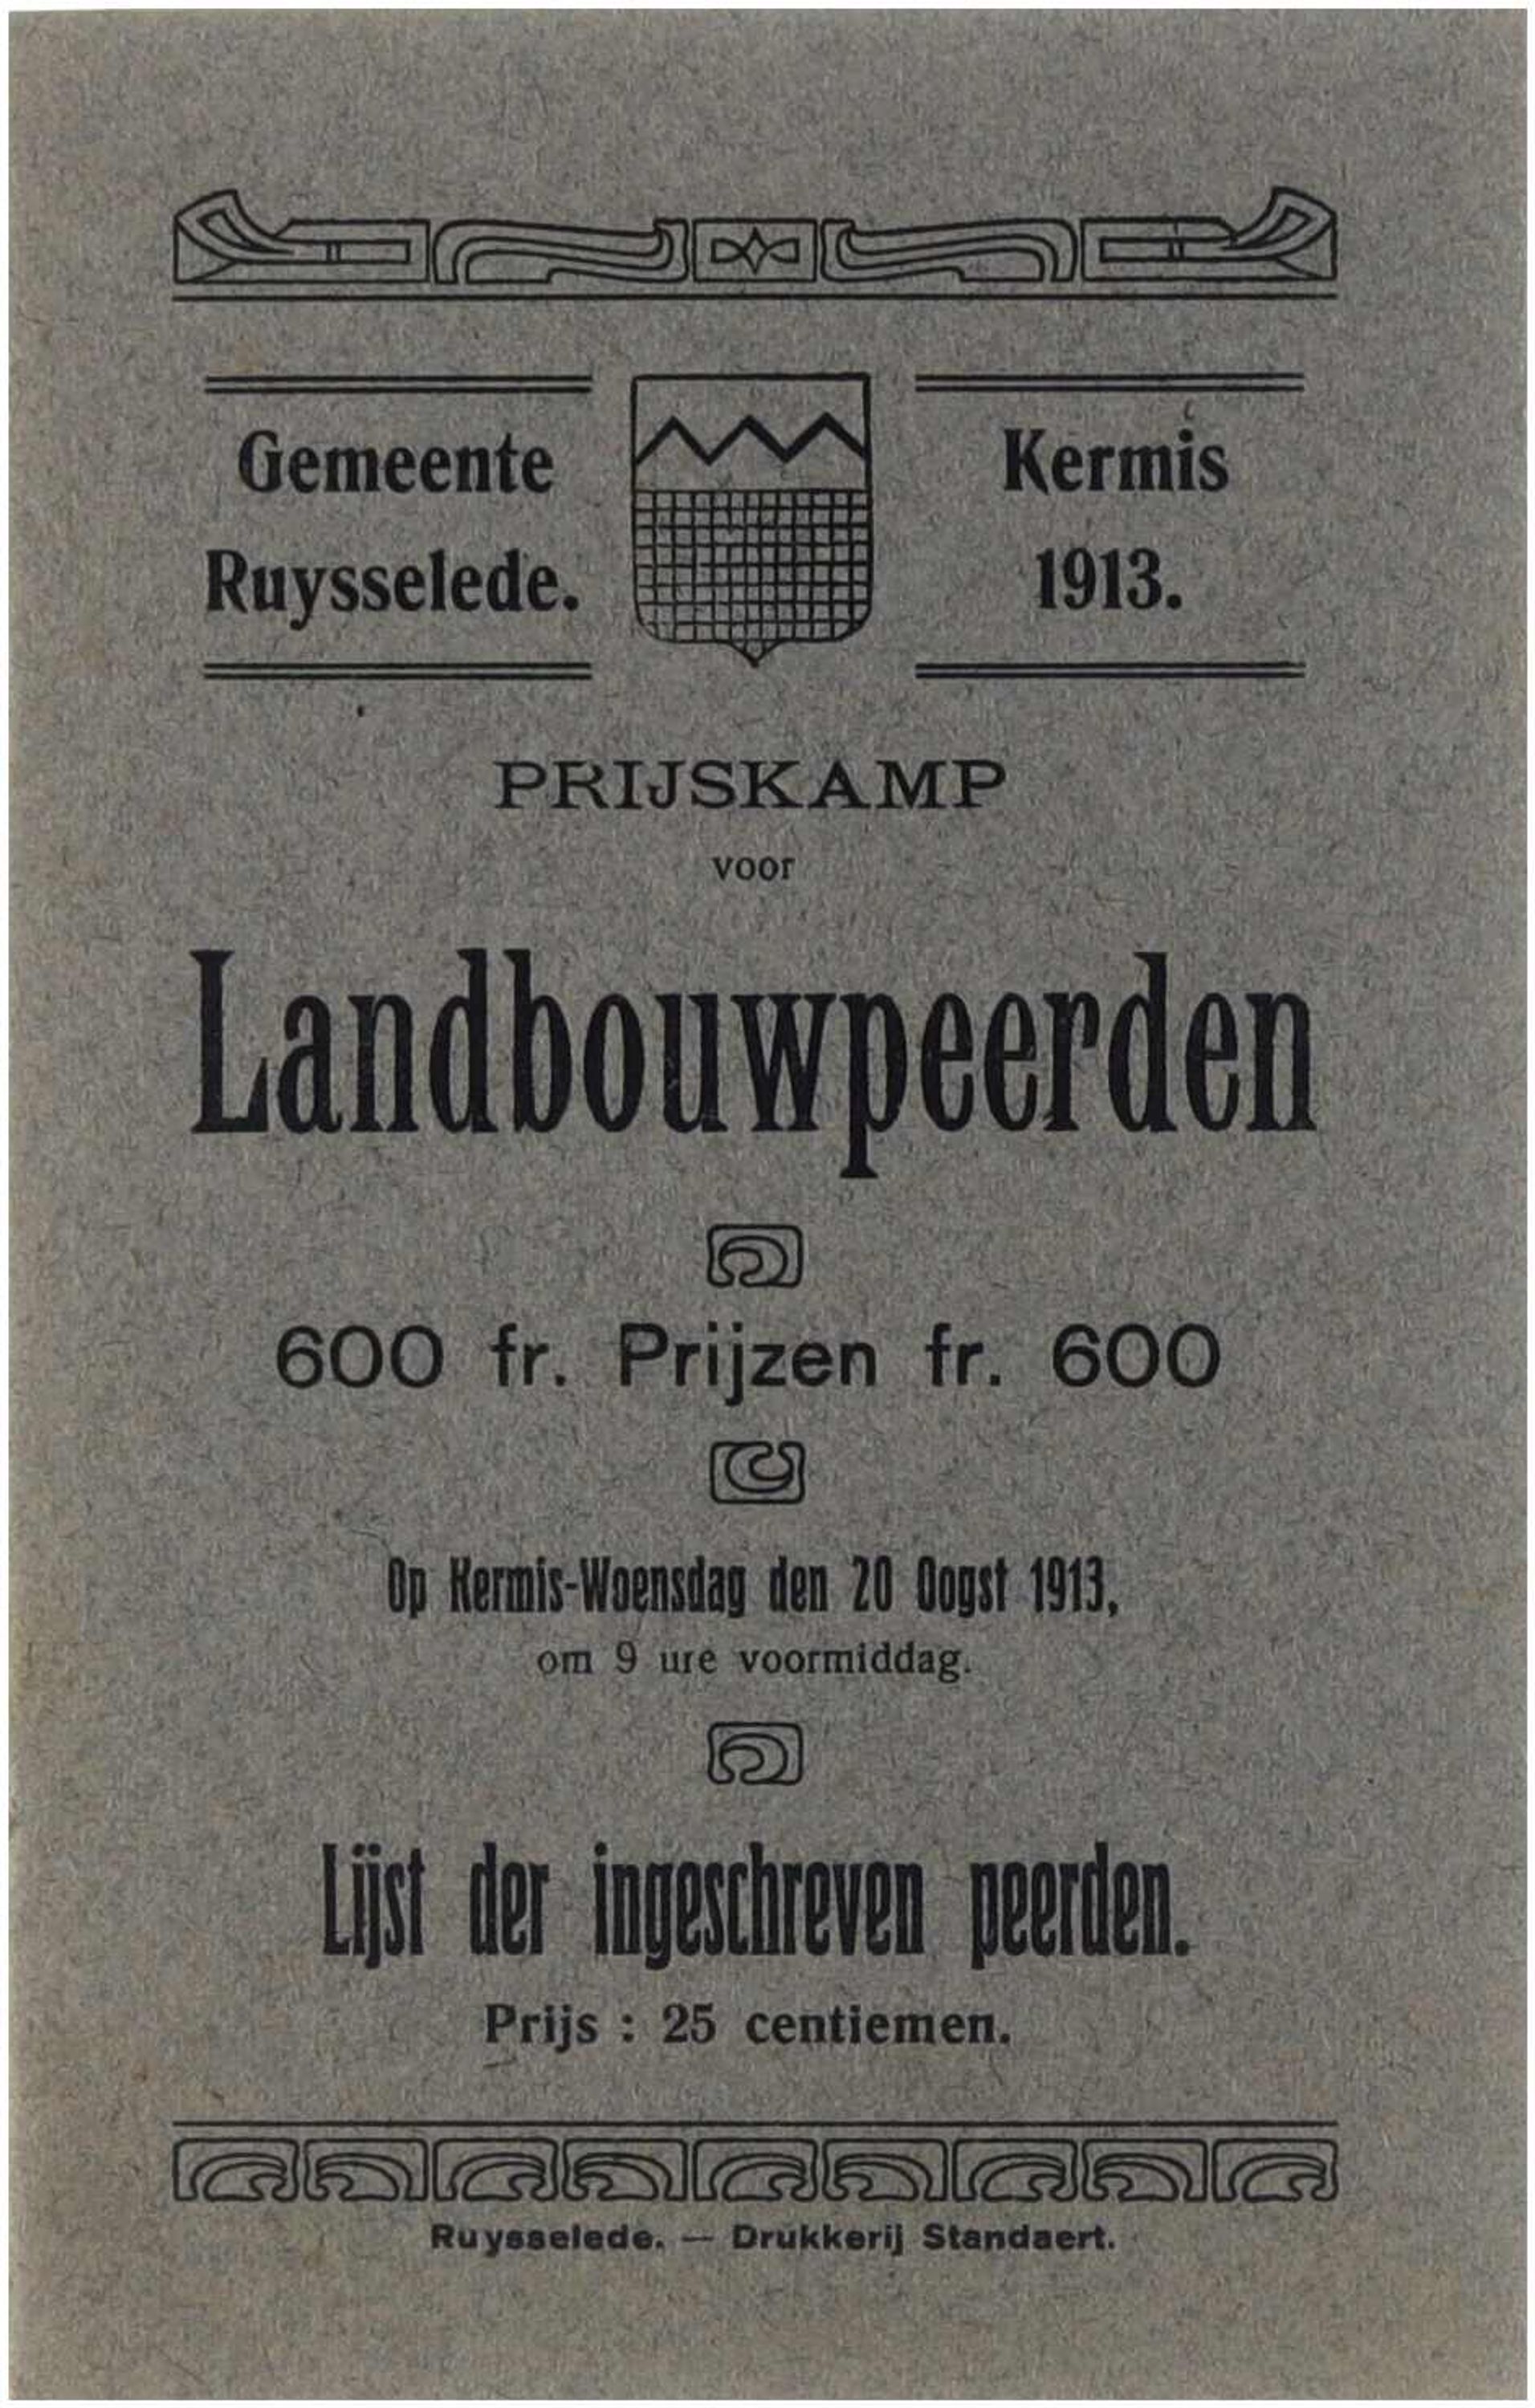 Gemeente
Ruysselede.
Kermis
1913.
PRIJSKAMP
voor
Landbouwpeerden
600 fr. Prijzen fr. 600
Op Kermis-Woensdag den 20 Oogst 1913,
om 9 ure voormiddag.
Lijst der ingeschreven peerden.
Prijs : 25 centiemen.
Ruysselede. — Drukkerij Standaert.